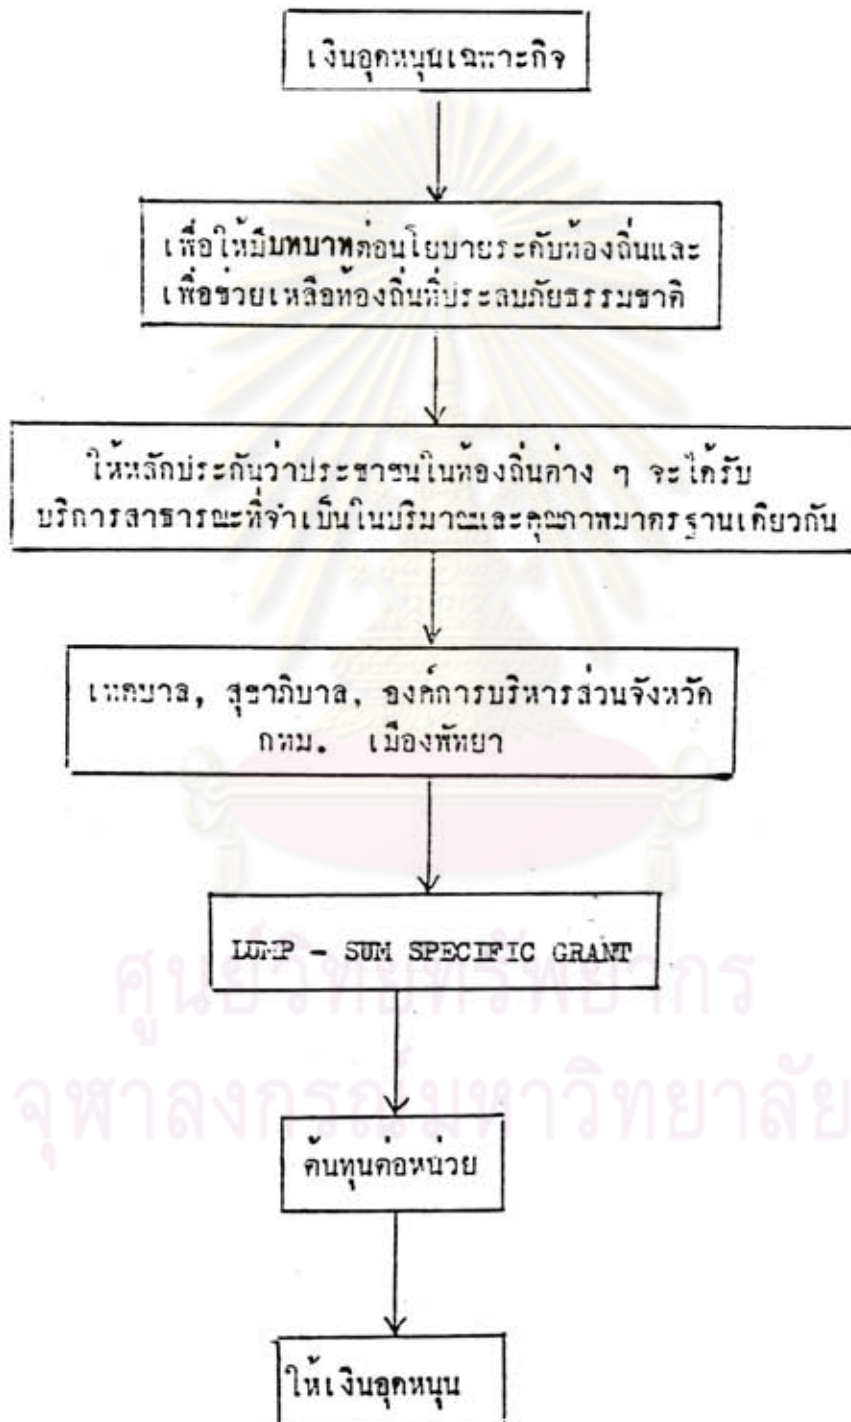 เงินอุดหนุนเฉพาะกิจ
เพื่อให้มีบทบาทต่อนโยบายระดับท้องถิ่นและ
เพื่อช่วยเหลือท้องถิ่นที่ประสบภัยธรรมชาติ
ให้หลักประกันว่าประชาชนในท้องถิ่นต่าง ๆ จะได้รับ
บริการสาธารณะที่จำเป็นในปริมาณและคุณภาพมาตรฐานเดียวกัน
เทศบาล, สุขาภิบาล, องค์การบริหารส่วนจังหวัด
กทม. เมืองพัทยา
LUMP - SUM SPECIFIC GRANT
ศูนย์วิทยทรัพยากร
จุฬาลงกรณ์มหาวิทยาลัย
ต้นทุนต่อหน่วย
ให้เงินอุดหนุน